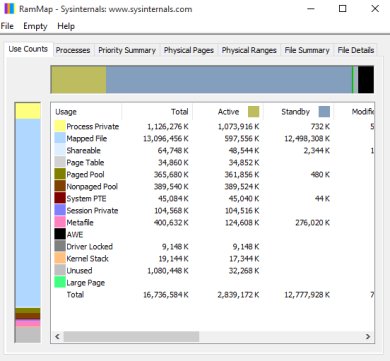 RamMap - Sysinternals: www.sysinternals.com
File Empty Help
Use Counts Processes Priority Summary Physical Pages Physical Ranges File Summary File Details
Usage Total Active Standby Modifie
Process Private 1,126,276 K 1,073,916 K 732 K 5
Mapped File 13,096,456 K 597,556 K 12,498,308 K
Shareable 64,748 K 48,544 K 2,344 K 1
Page Table 34,860 K 34,852 K
Paged Pool 365,680 K 361,856 K 480 K
Nonpaged Pool 389,540 K 389,524 K
System PTE 45,084 K 45,040 K 44 K
Session Private 104,568 K 104,516 K
Metafile 400,632 K 124,608 K 276,020 K
AWE
Driver Locked 9,148 K 9,148 K
Kernel Stack 19,144 K 17,344 K
Unused 1,080,448 K 32,268 K
Large Page
Total 16,736,584 K 2,839,172 K 12,777,928 K 7